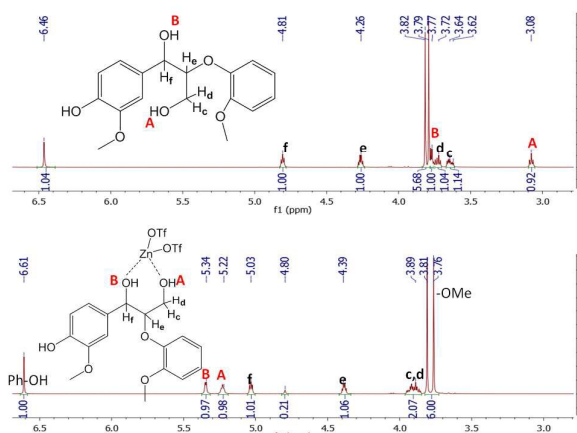 B
−6.46
−4.81
−4.26
3.82
3.79
3.77
3.72
3.64
3.62
−3.08
OH
He
O
Hf
Hd
HO
Hc
HO
A
O
O
f
e
B
d
c
A
1.04
1.00
1.00
5.68
1.00
1.04
1.14
0.92
6.5
6.0
5.5
5.0
4.5
4.0
3.5
3.0
f1 (ppm)
−6.61
−5.34
−5.22
−5.03
−4.80
−4.39
3.89
3.81
3.76
OTf
OTf
Zn
B
OH
OHA
Hd
Hc
Hf
He
HO
O
O
O
-OMe
Ph-OH
B
A
f
e
c
d
1.00
0.97
0.98
1.01
0.21
1.06
2.07
6.00
6.5
6.0
5.5
5.0
4.5
4.0
3.5
3.0